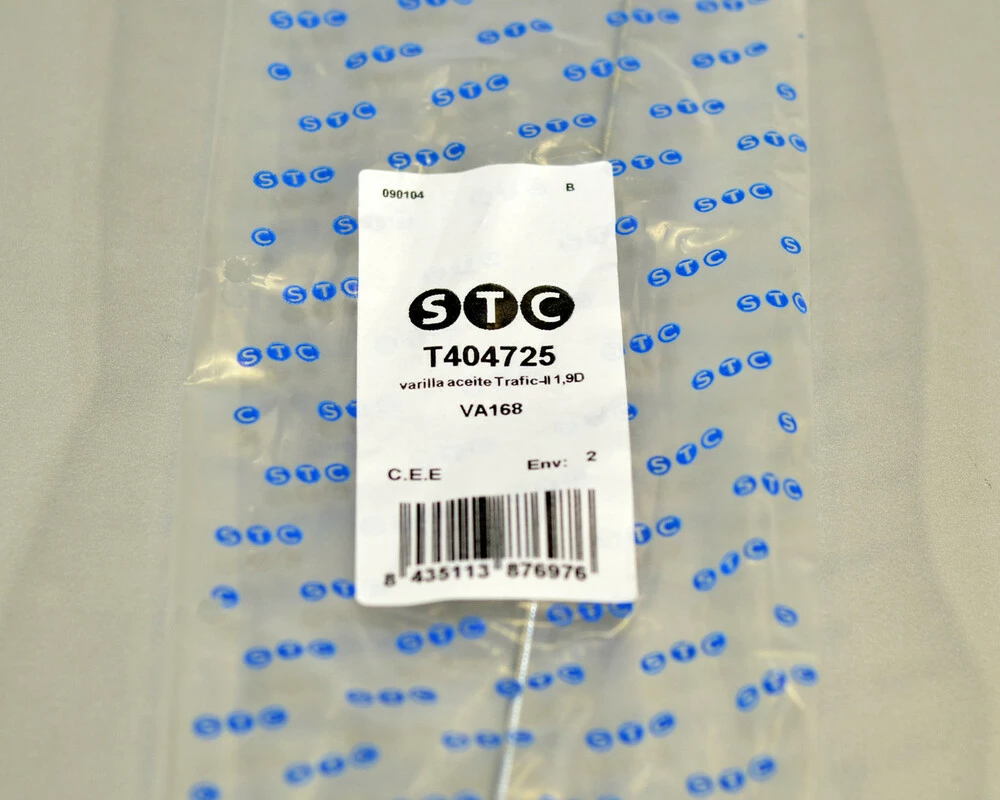 090104 B
STC
T404725
varilla aceite Trafic-II 1,9D
VA168
C.E.E Env: 2
8 435113 876976